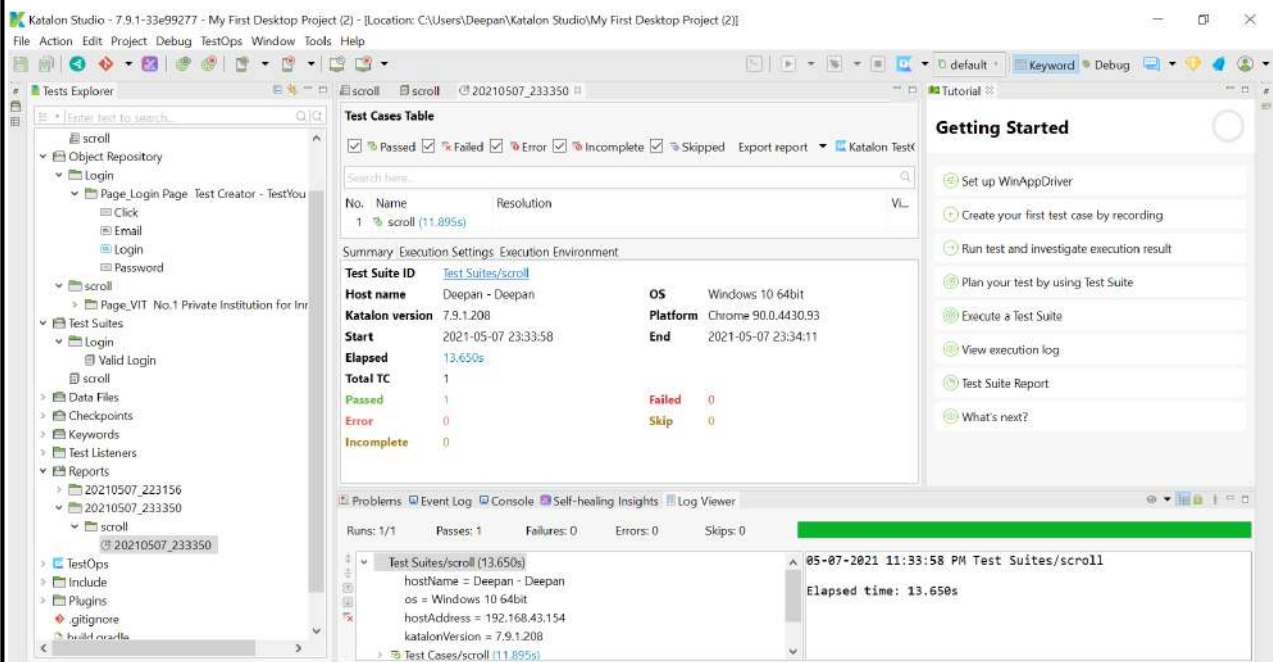 Katalon Studio - 7.9.1-33e99277 - My First Desktop Project (2) - [Location: C:\Users\Deepan\Katalon Studio\My First Desktop Project (2)]
File Action Edit Project Debug TestOps Window Tools Help
default Keyword Debug
Tests Explorer
Enter text to search...
scroll
Object Repository
Login
Page_Login Page Test Creator - TestYou
Click
Email
Login
Password
scroll
Page_VIT No.1 Private Institution for Inr
Test Suites
Login
Valid Login
scroll
Data Files
Checkpoints
Keywords
Test Listeners
Reports
20210507_223156
20210507_233350
scroll
20210507_233350
TestOps
Include
Plugins
.gitignore
build.gradle
scroll scroll 20210507_233350
Test Cases Table
Passed Failed Error Incomplete Skipped Export report Katalon Test
Search here...
No. Name Resolution Vi...
1 scroll (11.895s)
Summary Execution Settings Execution Environment
Test Suite ID Test Suites/scroll
Host name Deepan - Deepan OS Windows 10 64bit
Katalon version 7.9.1.208 Platform Chrome 90.0.4430.93
Start 2021-05-07 23:33:58 End 2021-05-07 23:34:11
Elapsed 13.650s
Total TC 1
Passed 1 Failed 0
Error 0 Skip 0
Incomplete 0
Problems Event Log Console Self-healing Insights Log Viewer
Runs: 1/1 Passes: 1 Failures: 0 Errors: 0 Skips: 0
Test Suites/scroll (13.650s)
hostName = Deepan - Deepan
os = Windows 10 64bit
hostAddress = 192.168.43.154
katalonVersion = 7.9.1.208
Test Cases/scroll (11.895s)
05-07-2021 11:33:58 PM Test Suites/scroll
Elapsed time: 13.650s
Tutorial
Getting Started
Set up WinAppDriver
Create your first test case by recording
Run test and investigate execution result
Plan your test by using Test Suite
Execute a Test Suite
View execution log
Test Suite Report
What's next?